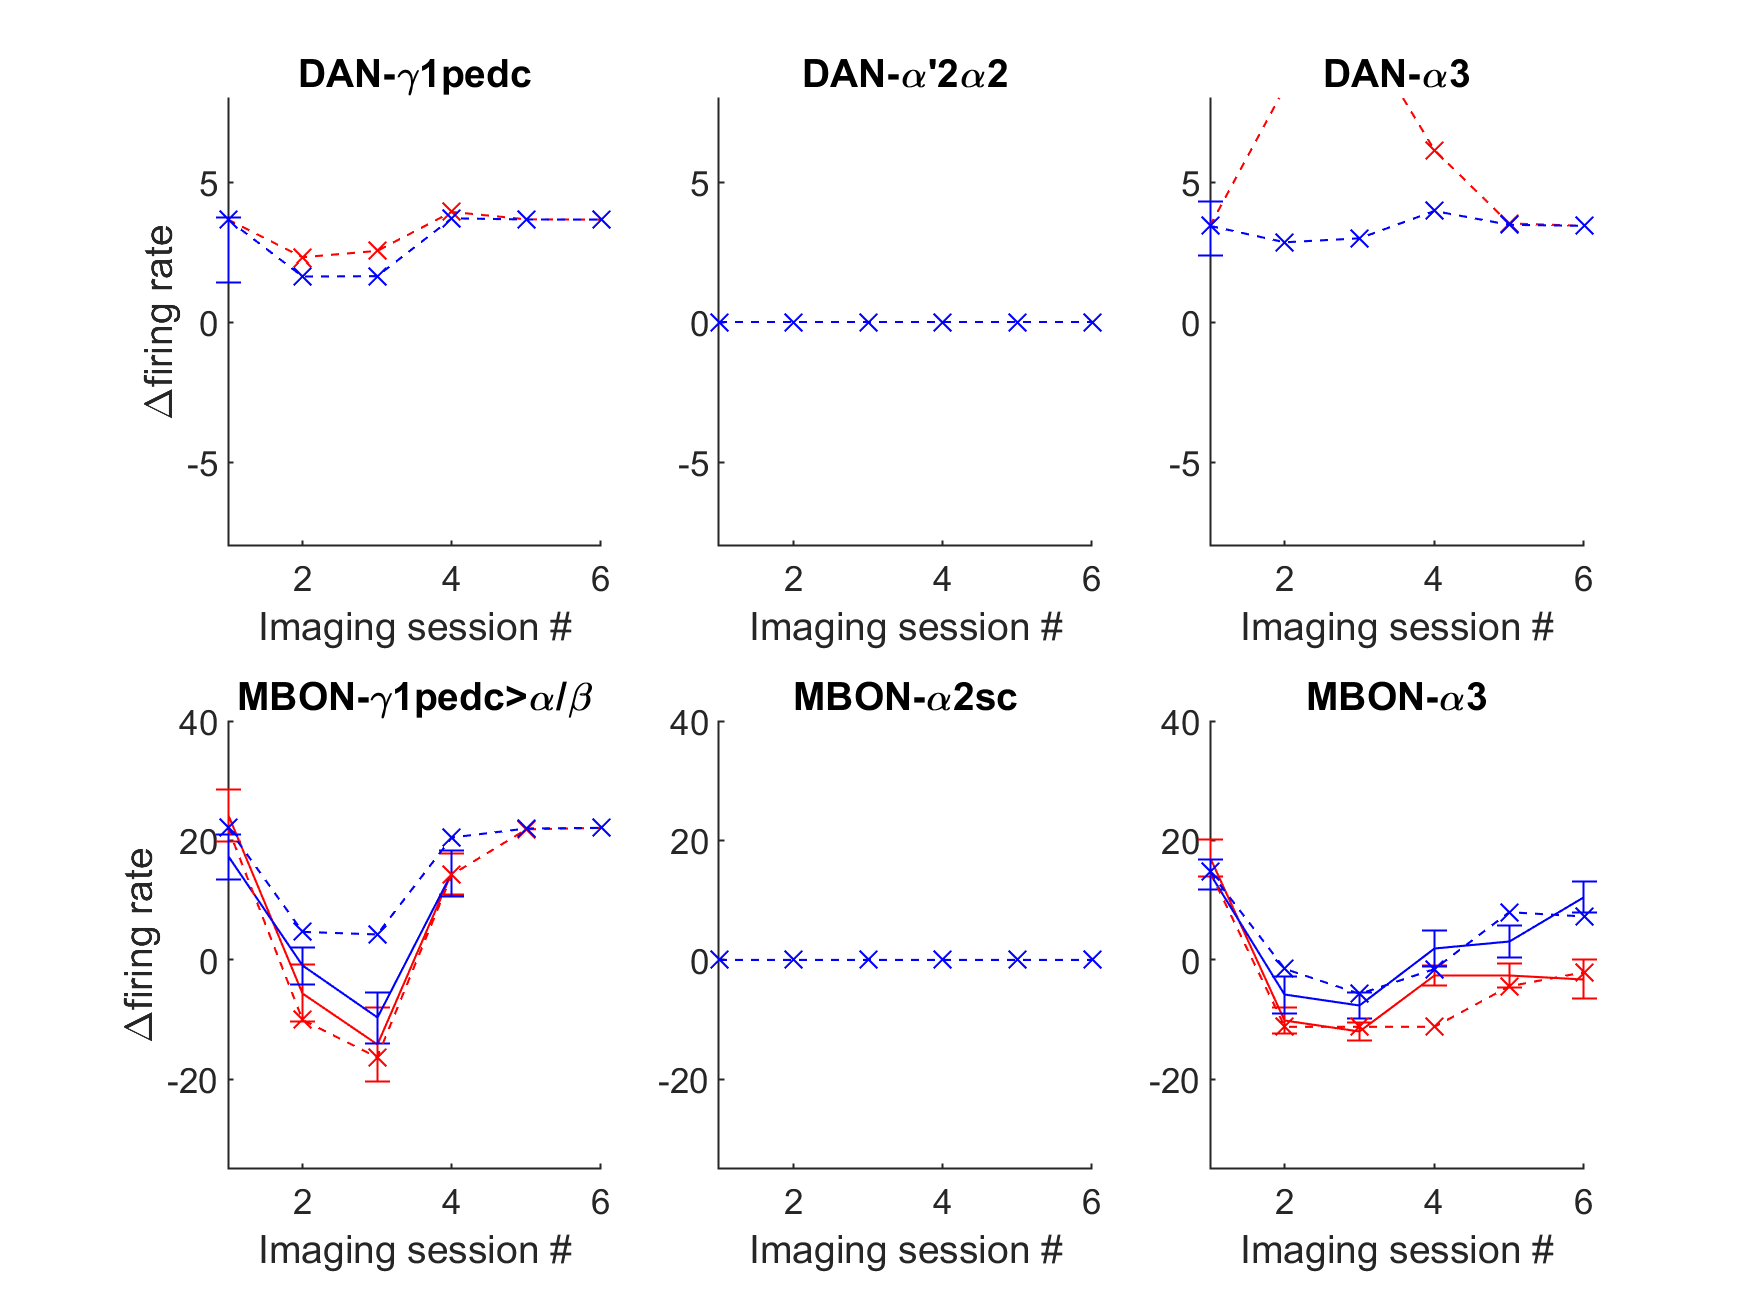 DAN-γ1pedc
DAN-α'2α2
DAN-α3
5
0
-5
2
4
6
Δfiring rate
Imaging session #
5
0
-5
2
4
6
Imaging session #
5
0
-5
2
4
6
Imaging session #
MBON-γ1pedc>α/β
MBON-α2sc
MBON-α3
40
20
0
-20
2
4
6
Δfiring rate
Imaging session #
40
20
0
-20
2
4
6
Imaging session #
40
20
0
-20
2
4
6
Imaging session #